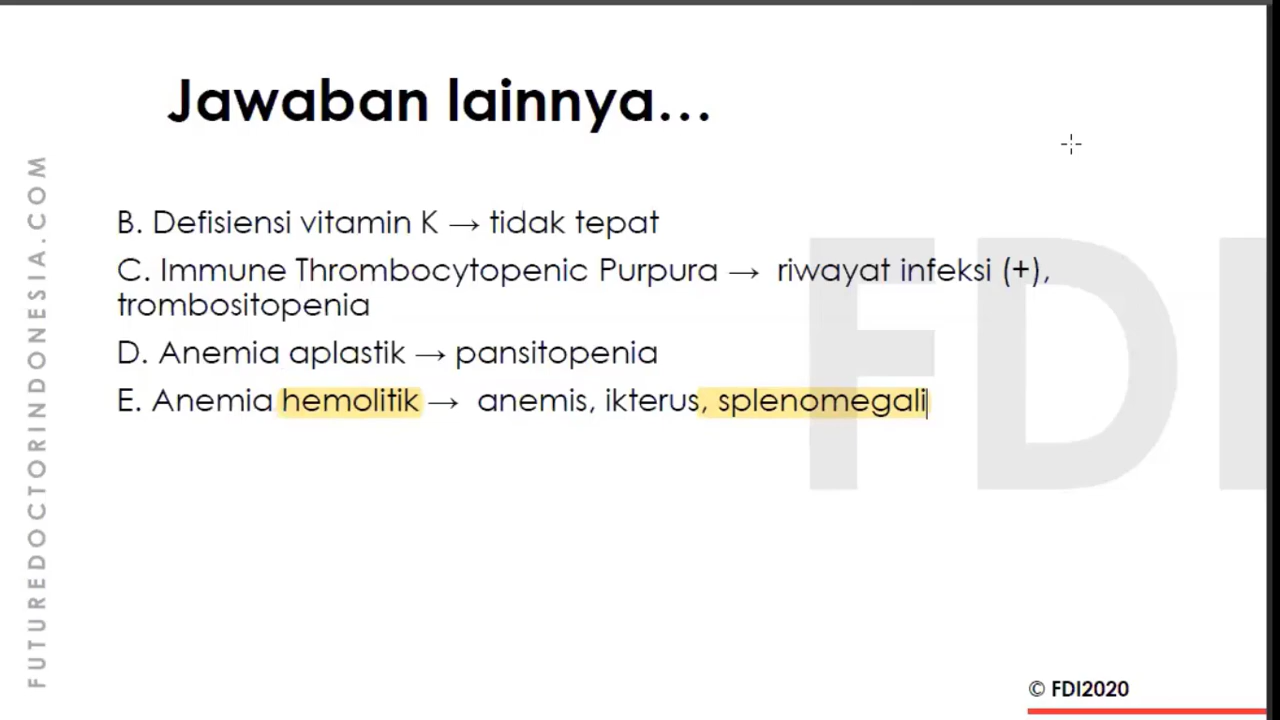 Jawaban lainnya...
B. Defisiensi vitamin K → tidak tepat
C. Immune Thrombocytopenic Purpura → riwayat infeksi (+),
trombositopenia
D. Anemia aplastik → pansitopenia
E. Anemia hemolitik → anemis, ikterus, splenomegali
FUTUREDOCTORINDONESIA.COM
FDI
© FDI2020